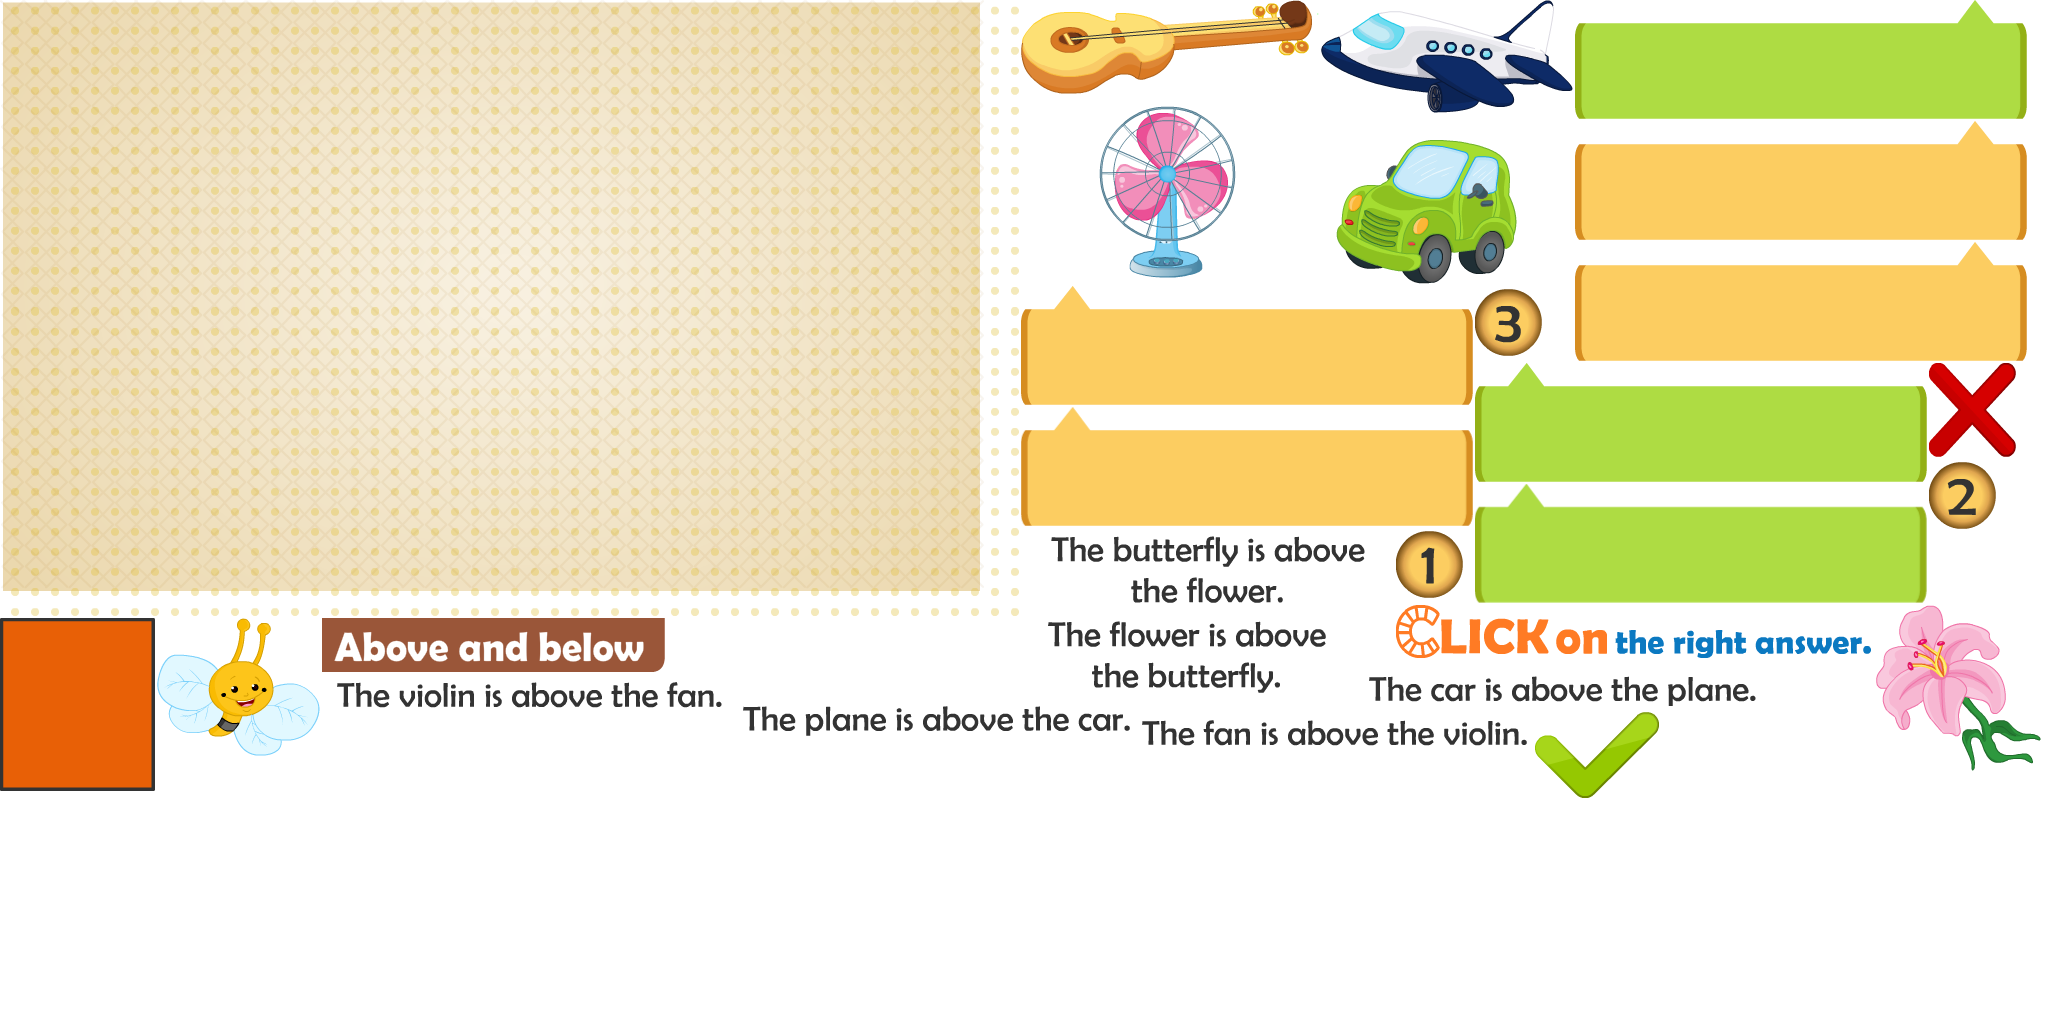 3
2
The butterfly is above
the flower.
1
Above and below
The flower is above
the butterfly.
CLICK on the right answer.
The violin is above the fan.
The plane is above the car.
The fan is above the violin.
The car is above the plane.